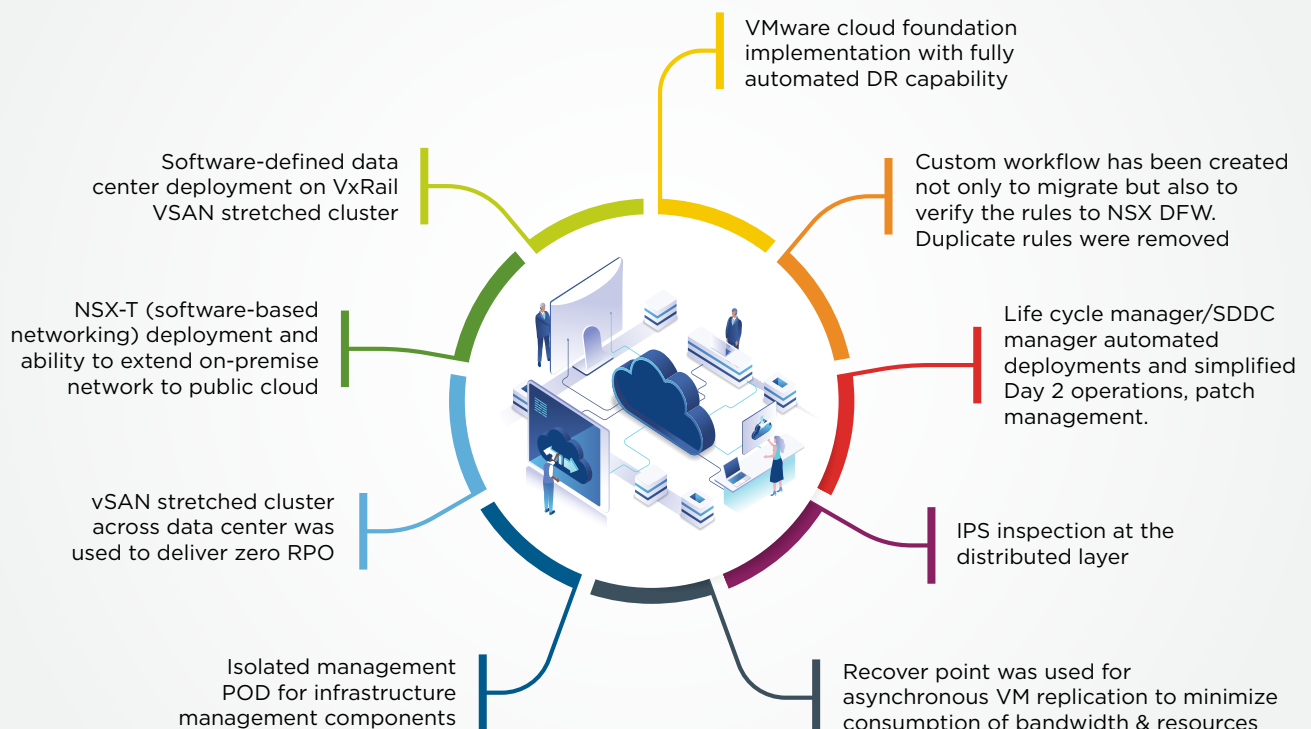 VMware cloud foundation
implementation with fully
automated DR capability
Software-defined data
center deployment on VxRail
VSAN stretched cluster
Custom workflow has been created
not only to migrate but also to
verify the rules to NSX DFW.
Duplicate rules were removed
NSX-T (software-based
networking) deployment and
ability to extend on-premise
network to public cloud
Life cycle manager/SDDC
manager automated
deployments and simplified
Day 2 operations, patch
management.
vSAN stretched cluster
across data center was
used to deliver zero RPO
IPS inspection at the
distributed layer
Isolated management
POD for infrastructure
management components
Recover point was used for
asynchronous VM replication to minimize
consumption of bandwidth & resources